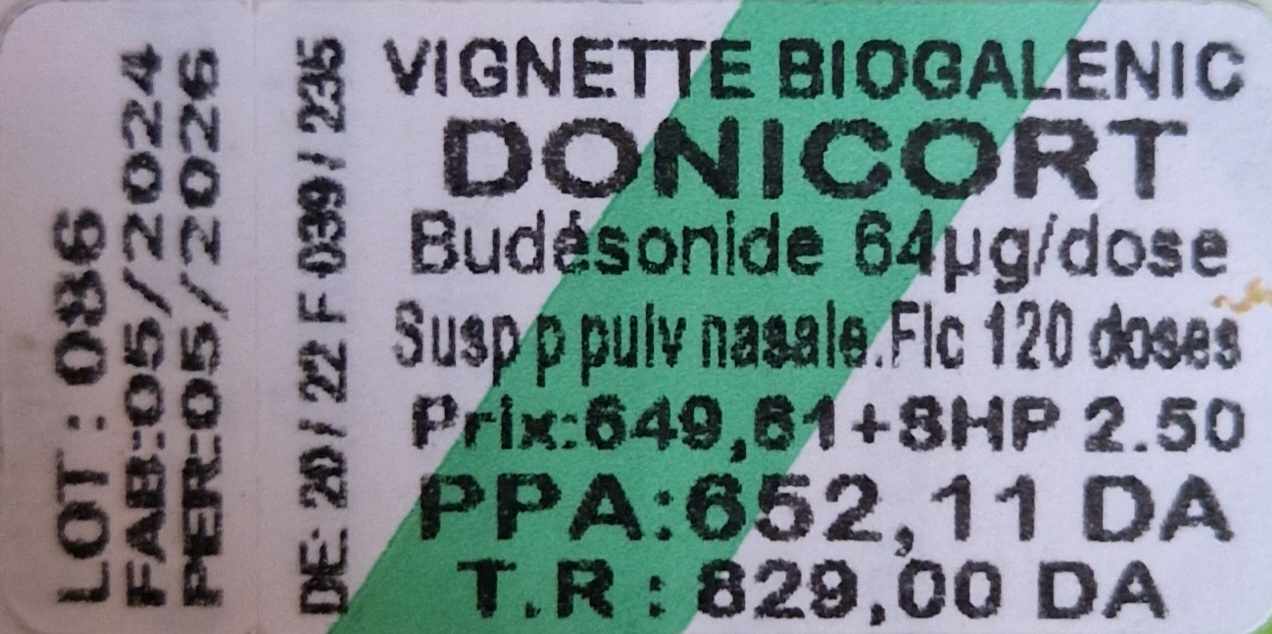 LOT : 086
FAB:05/2024
PER:05/2026
DE: 20 / 22 F 039 / 235
VIGNETTE BIOGALENIC
DONICORT
Budésonide 64µg/dose
Susp p pulv nasale.Flc 120 doses
Prix:649,61+SHP 2.50
PPA:652,11 DA
T.R : 829,00 DA